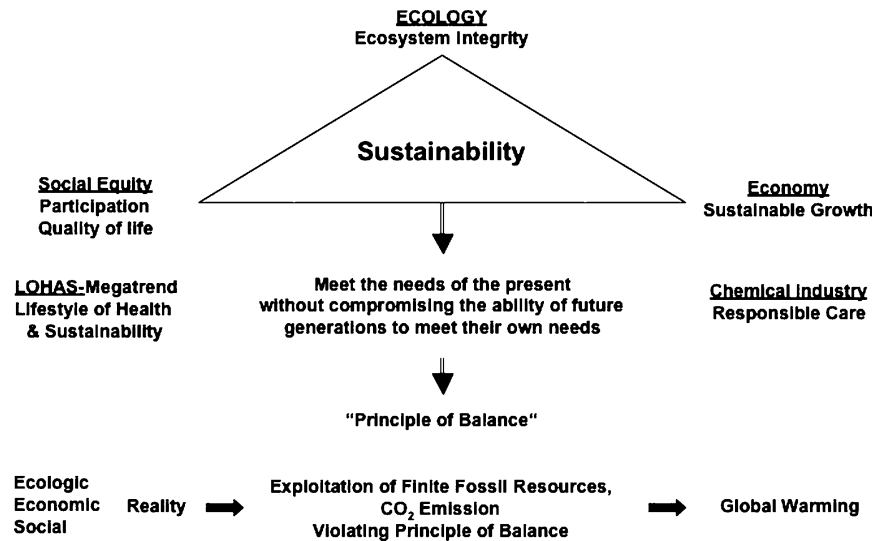 ECOLOGY
Ecosystem Integrity
Sustainability
Social Equity
Participation
Quality of life
Economy
Sustainable Growth
LOHAS-Megatrend
Lifestyle of Health
& Sustainability
Meet the needs of the present
without compromising the ability of future
generations to meet their own needs
Chemical Industry
Responsible Care
“Principle of Balance“
Ecologic
Economic
Social
Reality
Exploitation of Finite Fossil Resources,
CO₂ Emission
Violating Principle of Balance
Global Warming